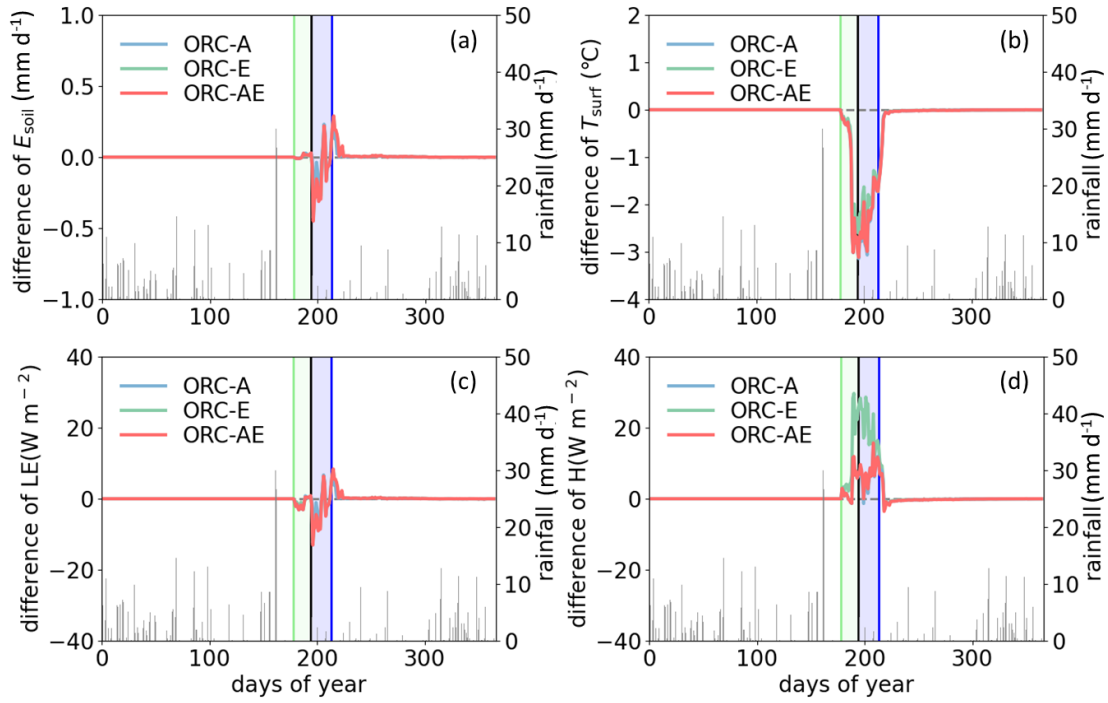 (a)
ORC-A
ORC-E
ORC-AE
difference of E_soil (mm d^-1)
1.0
0.5
0.0
−0.5
−1.0
50
40
30
20
10
0
rainfall (mm d^-1)
0
100
200
300
(b)
ORC-A
ORC-E
ORC-AE
difference of T_surf (°C)
2
1
0
−1
−2
−3
−4
50
40
30
20
10
0
rainfall (mm d^-1)
0
100
200
300
(c)
ORC-A
ORC-E
ORC-AE
difference of LE(W m^−2)
40
20
0
−20
−40
50
40
30
20
10
0
rainfall (mm d^-1)
0
100
200
300
days of year
(d)
ORC-A
ORC-E
ORC-AE
difference of H(W m^−2)
40
20
0
−20
−40
50
40
30
20
10
0
rainfall (mm d^-1)
0
100
200
300
days of year